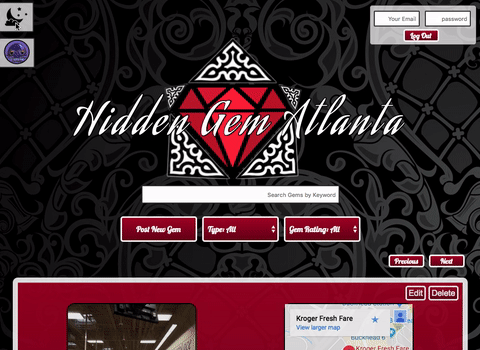 Your Email
password
Log Out
Hidden Gem Atlanta
Search Gems by Keyword
Post New Gem
Type: All
Gem Rating: All
Previous
Next
Edit
Delete
Kroger Fresh Fare
View larger map
Buckhead
Kroger Fresh Fare